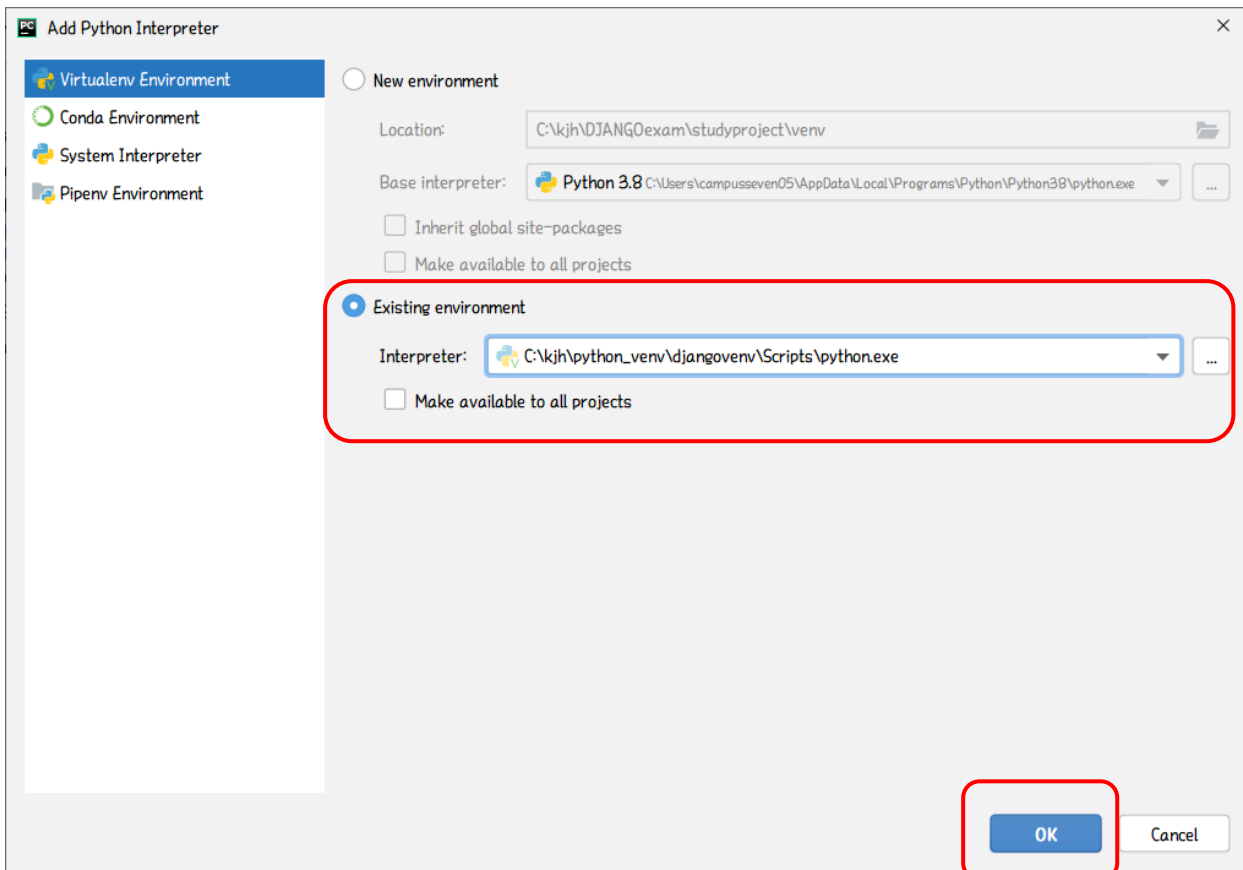 PC Add Python Interpreter
Virtualenv Environment
Conda Environment
System Interpreter
Pipenv Environment
New environment
Location: C:\kjh\DJANGOexam\studyproject\venv
Base interpreter: Python 3.8 C:\Users\campusseven05\AppData\Local\Programs\Python\Python38\python.exe ...
Inherit global site-packages
Make available to all projects
Existing environment
Interpreter: C:\kjh\python_venv\djangovenv\Scripts\python.exe ...
Make available to all projects
OK Cancel